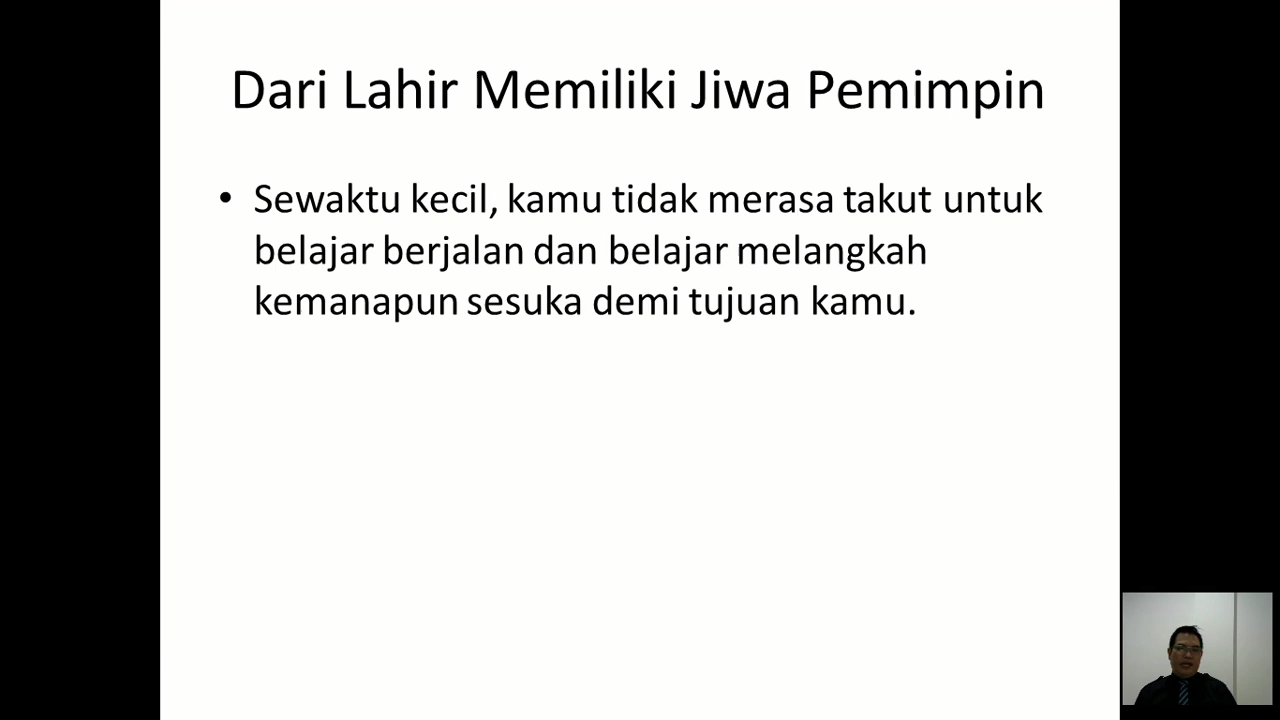 Dari Lahir Memiliki Jiwa Pemimpin
• Sewaktu kecil, kamu tidak merasa takut untuk
belajar berjalan dan belajar melangkah
kemanapun sesuka demi tujuan kamu.